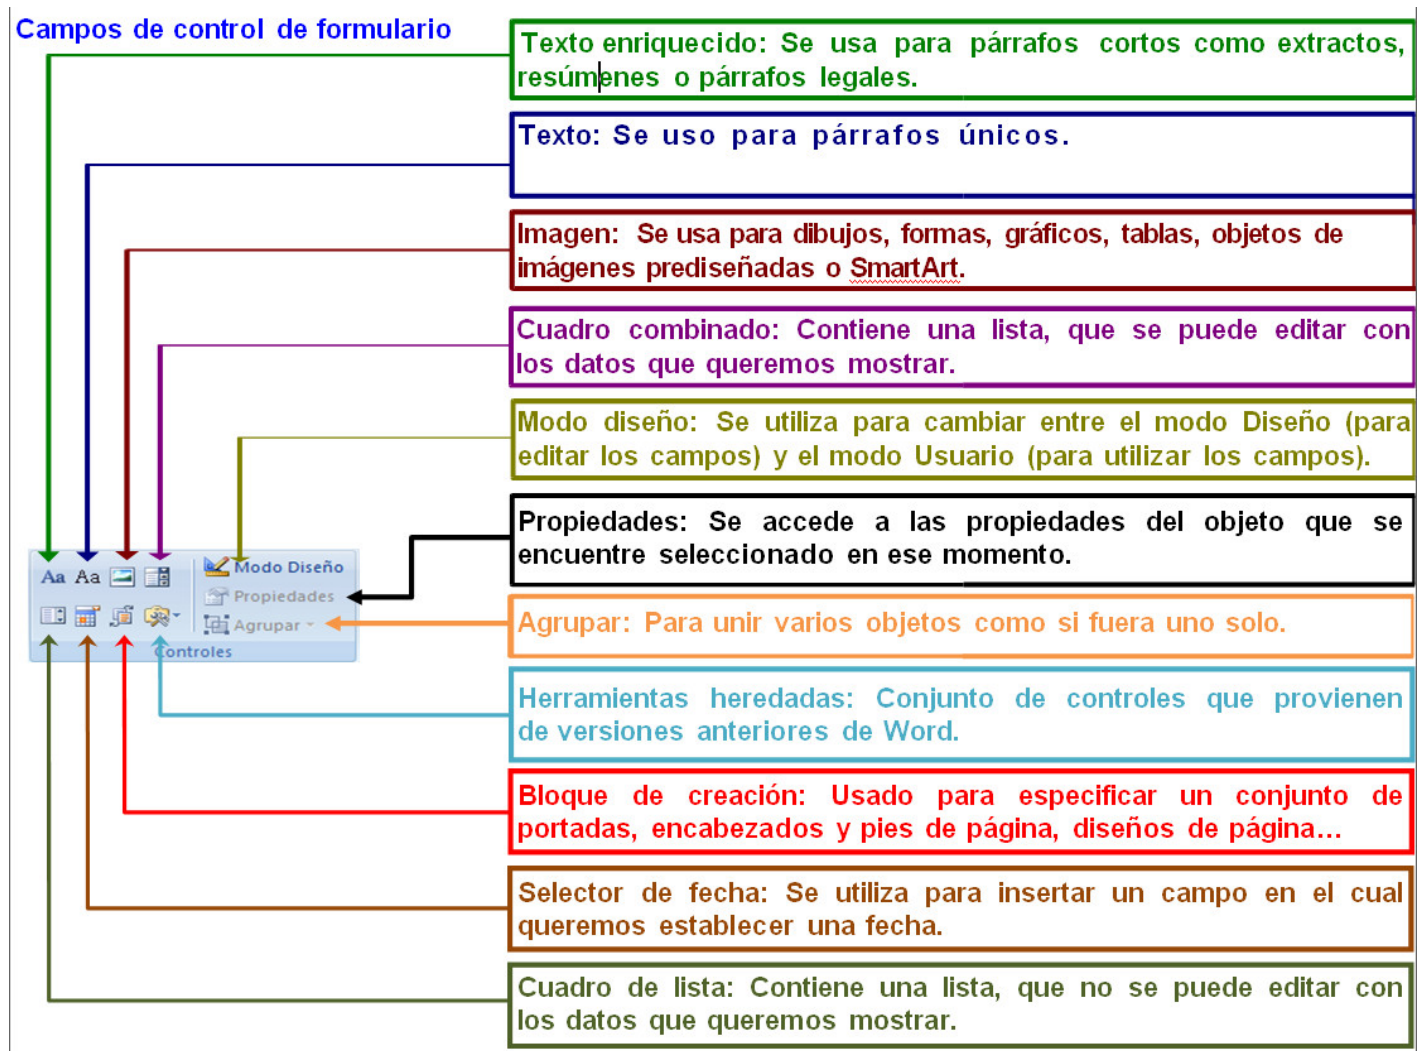 Campos de control de formulario
Texto enriquecido: Se usa para párrafos cortos como extractos,
resúmenes o párrafos legales.
Texto: Se uso para párrafos únicos.
Imagen: Se usa para dibujos, formas, gráficos, tablas, objetos de
imágenes prediseñadas o SmartArt.
Cuadro combinado: Contiene una lista, que se puede editar con
los datos que queremos mostrar.
Modo diseño: Se utiliza para cambiar entre el modo Diseño (para
editar los campos) y el modo Usuario (para utilizar los campos).
Propiedades: Se accede a las propiedades del objeto que se
encuentre seleccionado en ese momento.
Aa Aa Modo Diseño
Propiedades
Agrupar
Controles
Agrupar: Para unir varios objetos como si fuera uno solo.
Herramientas heredadas: Conjunto de controles que provienen
de versiones anteriores de Word.
Bloque de creación: Usado para especificar un conjunto de
portadas, encabezados y pies de página, diseños de página...
Selector de fecha: Se utiliza para insertar un campo en el cual
queremos establecer una fecha.
Cuadro de lista: Contiene una lista, que no se puede editar con
los datos que queremos mostrar.